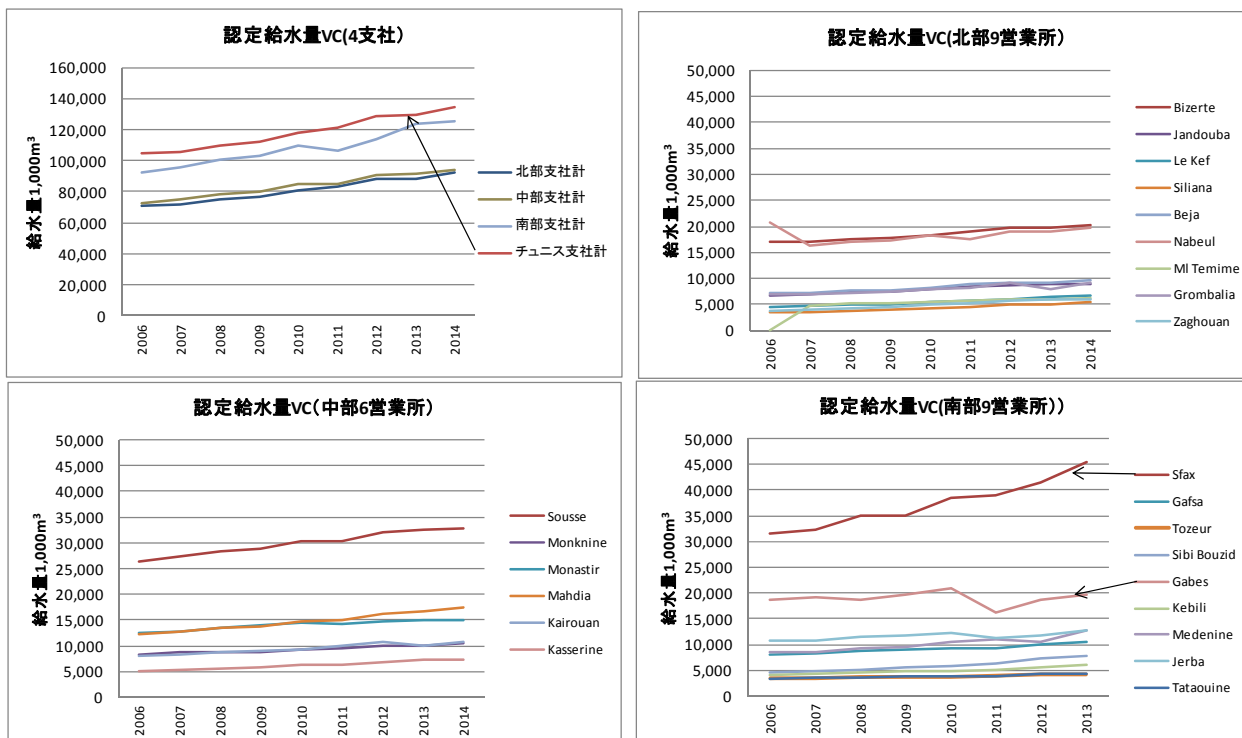 認定給水量VC(4支社）
給水量1,000m³
160,000
140,000
120,000
100,000
80,000
60,000
40,000
20,000
0
2006
2007
2008
2009
2010
2011
2012
2013
2014
北部支社計
中部支社計
南部支社計
チュニス支社計
認定給水量VC(北部9営業所）
給水量1,000m³
50,000
45,000
40,000
35,000
30,000
25,000
20,000
15,000
10,000
5,000
0
2006
2007
2008
2009
2010
2011
2012
2013
2014
Bizerte
Jandouba
Le Kef
Siliana
Beja
Nabeul
Ml Temime
Grombalia
Zaghouan
認定給水量VC（中部6営業所）
給水量1,000m³
50,000
45,000
40,000
35,000
30,000
25,000
20,000
15,000
10,000
5,000
0
2006
2007
2008
2009
2010
2011
2012
2013
2014
Sousse
Monknine
Monastir
Mahdia
Kairouan
Kasserine
認定給水量VC(南部9営業所））
給水量1,000m³
50,000
45,000
40,000
35,000
30,000
25,000
20,000
15,000
10,000
5,000
0
2006
2007
2008
2009
2010
2011
2012
2013
Sfax
Gafsa
Tozeur
Sibi Bouzid
Gabes
Kebili
Medenine
Jerba
Tataouine